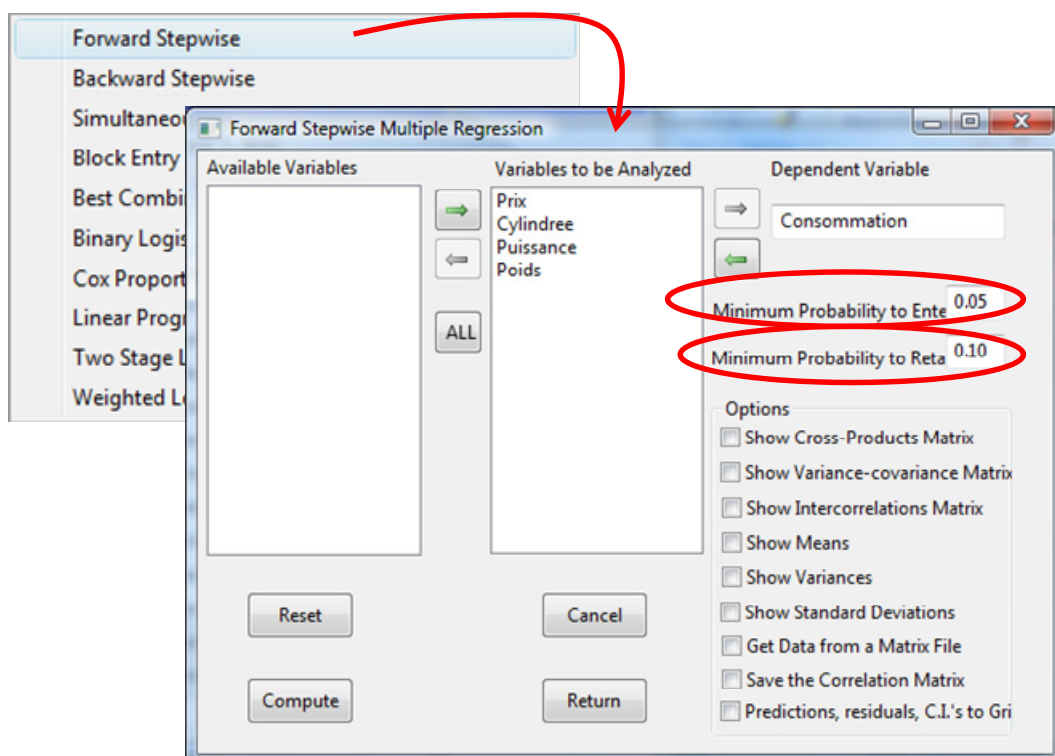 Forward Stepwise
Backward Stepwise
Simultaneo
Block Entry
Best Combi
Binary Logis
Cox Proport
Linear Progr
Two Stage L
Weighted Le
Forward Stepwise Multiple Regression
Available Variables
Variables to be Analyzed
Prix
Cylindree
Puissance
Poids
ALL
Dependent Variable
Consommation
Minimum Probability to Ente 0.05
Minimum Probability to Reta 0.10
Options
Show Cross-Products Matrix
Show Variance-covariance Matrix
Show Intercorrelations Matrix
Show Means
Show Variances
Show Standard Deviations
Get Data from a Matrix File
Save the Correlation Matrix
Predictions, residuals, C.I.'s to Gri
Reset
Cancel
Compute
Return